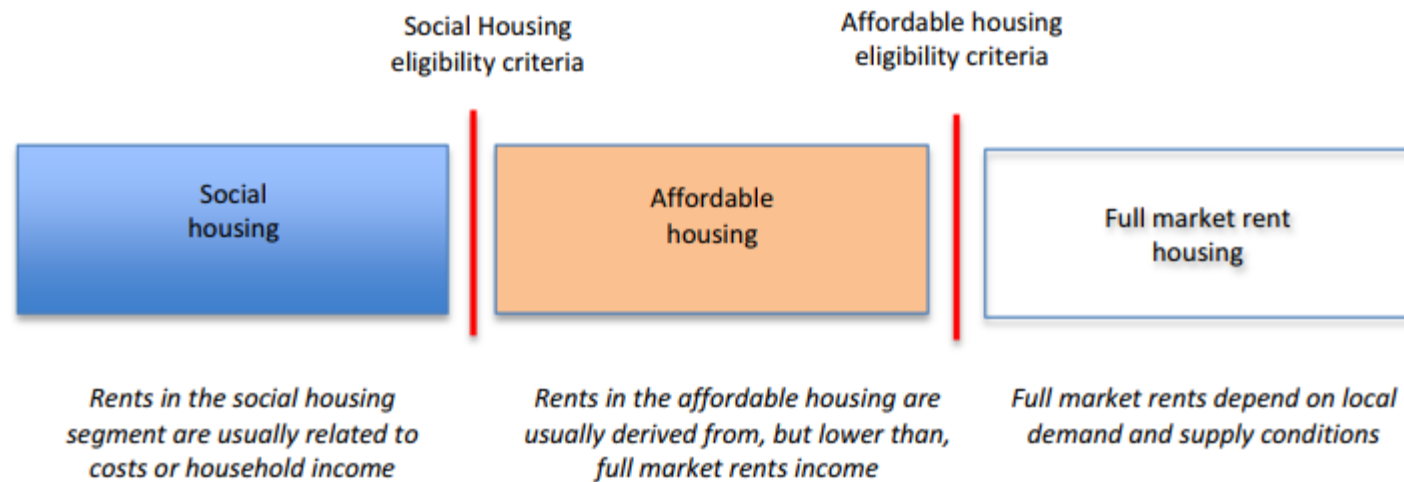 Social Housing
eligibility criteria
Affordable housing
eligibility criteria
Social
housing
Affordable
housing
Full market rent
housing
Rents in the social housing
segment are usually related to
costs or household income
Rents in the affordable housing are
usually derived from, but lower than,
full market rents income
Full market rents depend on local
demand and supply conditions